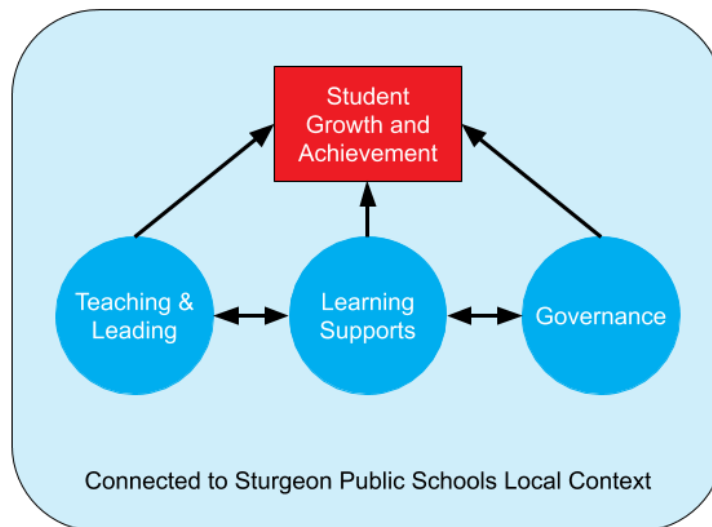 Student
Growth and
Achievement
Teaching &
Leading
Learning
Supports
Governance
Connected to Sturgeon Public Schools Local Context